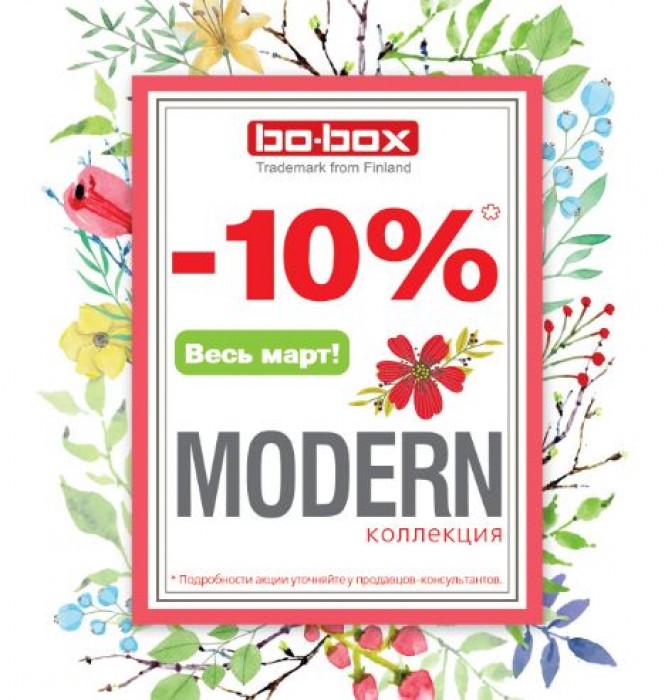 bo-box
Trademark from Finland
-10%*
Весь март!
MODERN
коллекция
* Подробности акции уточняйте у продавцов-консультантов.